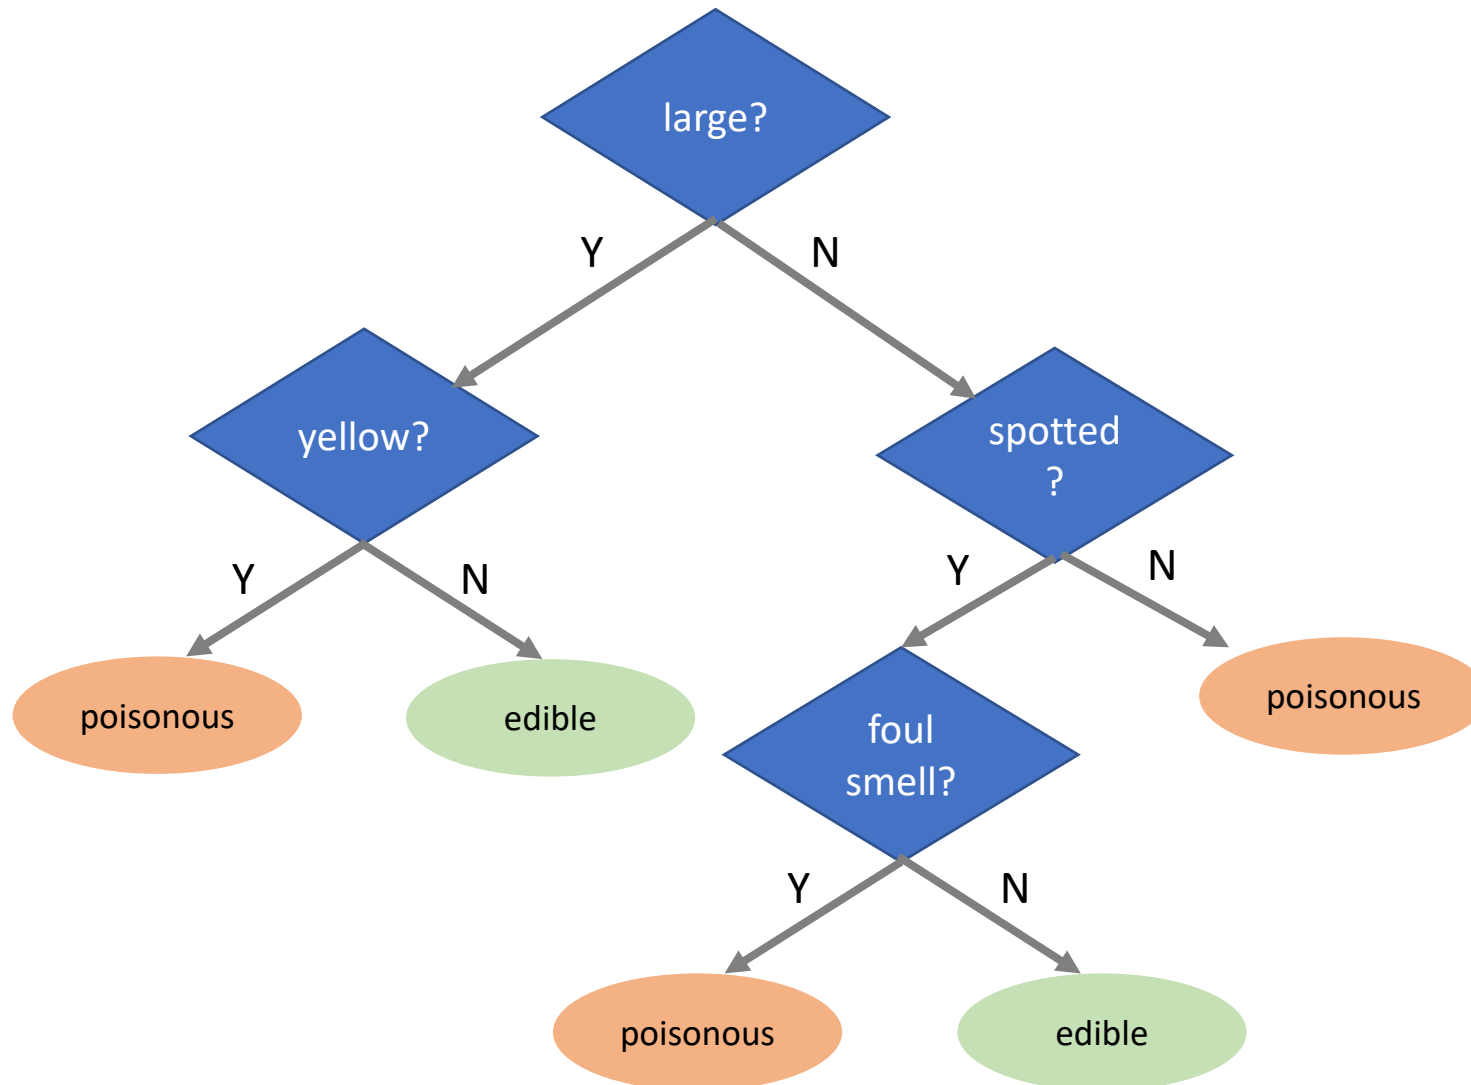 large?
Y
N
yellow?
spotted
?
Y
N
Y
N
poisonous
edible
poisonous
foul
smell?
Y
N
poisonous
edible